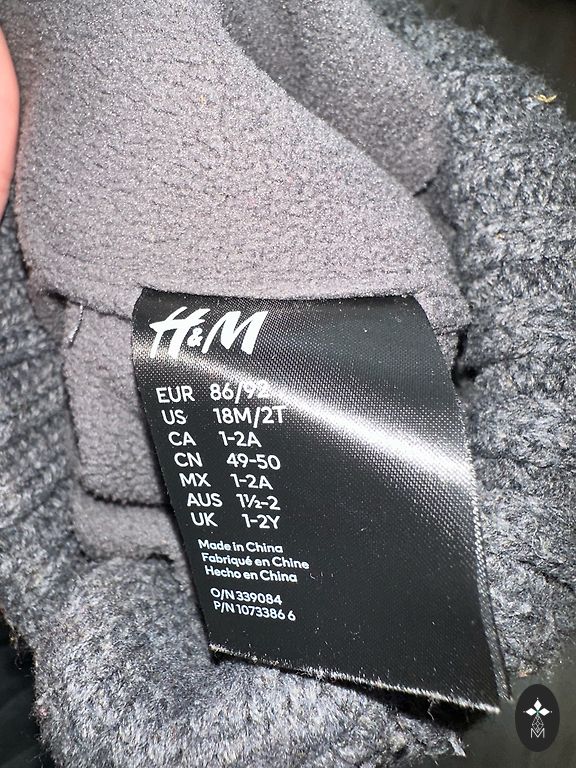 H&M
EUR 86/92
US 18M/2T
CA 1-2A
CN 49-50
MX 1-2A
AUS 1½-2
UK 1-2Y
Made in China
Fabriqué en Chine
Hecho en China
O/N 339084
P/N 1073386 6
M